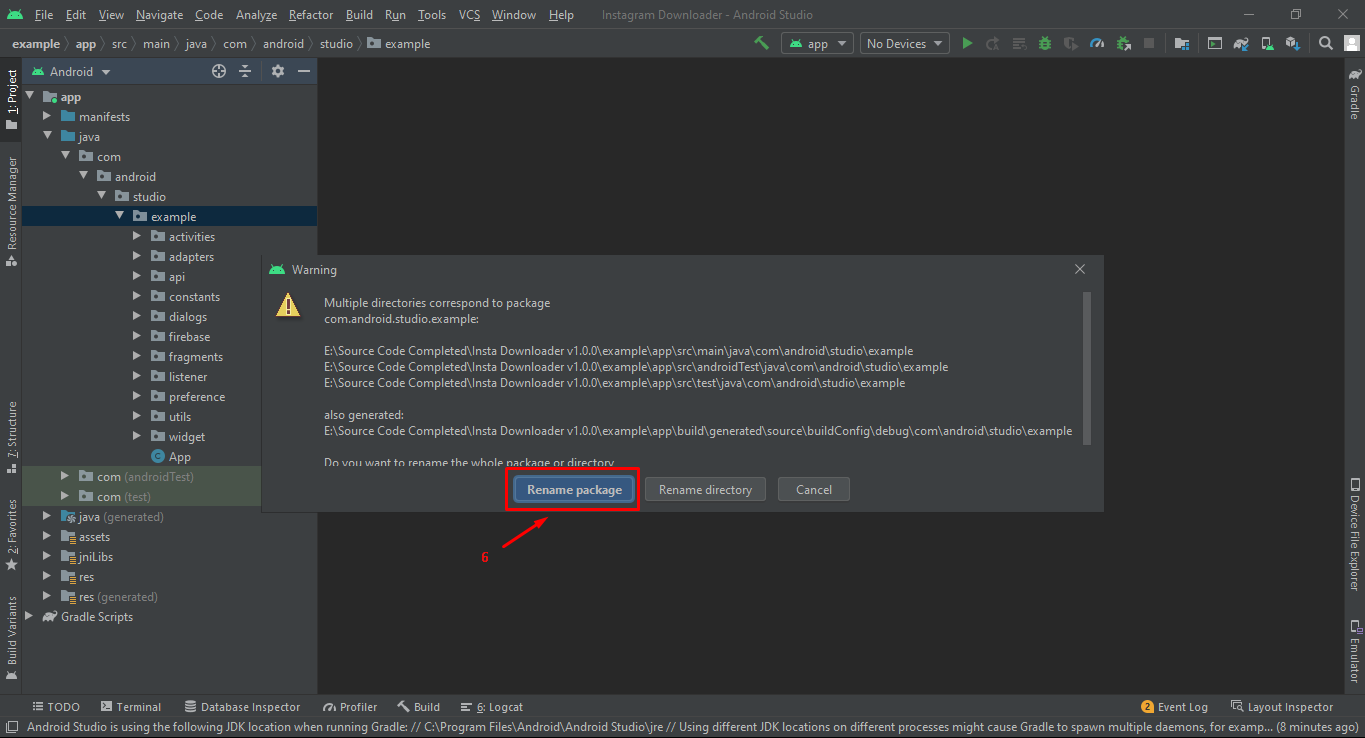 File Edit View Navigate Code Analyze Refactor Build Run Tools VCS Window Help Instagram Downloader - Android Studio
example app src main java com android studio example app No Devices
1: Project
Resource Manager
7: Structure
2: Favorites
Build Variants
Android
app
manifests
java
com
android
studio
example
activities
adapters
api
constants
dialogs
firebase
fragments
listener
preference
utils
widget
App
com (androidTest)
com (test)
java (generated)
assets
jniLibs
res
res (generated)
Gradle Scripts
Warning
Multiple directories correspond to package
com.android.studio.example:
E:\Source Code Completed\Insta Downloader v1.0.0\example\app\src\main\java\com\android\studio\example
E:\Source Code Completed\Insta Downloader v1.0.0\example\app\src\androidTest\java\com\android\studio\example
E:\Source Code Completed\Insta Downloader v1.0.0\example\app\src\test\java\com\android\studio\example
also generated:
E:\Source Code Completed\Insta Downloader v1.0.0\example\app\build\generated\source\buildConfig\debug\com\android\studio\example
Do you want to rename the whole package or directory
Rename package Rename directory Cancel
6
Gradle
Device File Explorer
Emulator
TODO Terminal Database Inspector Profiler Build 6: Logcat 2 Event Log Layout Inspector
Android Studio is using the following JDK location when running Gradle: // C:\Program Files\Android\Android Studio\jre // Using different JDK locations on different processes might cause Gradle to spawn multiple daemons, for examp... (8 minutes ago)